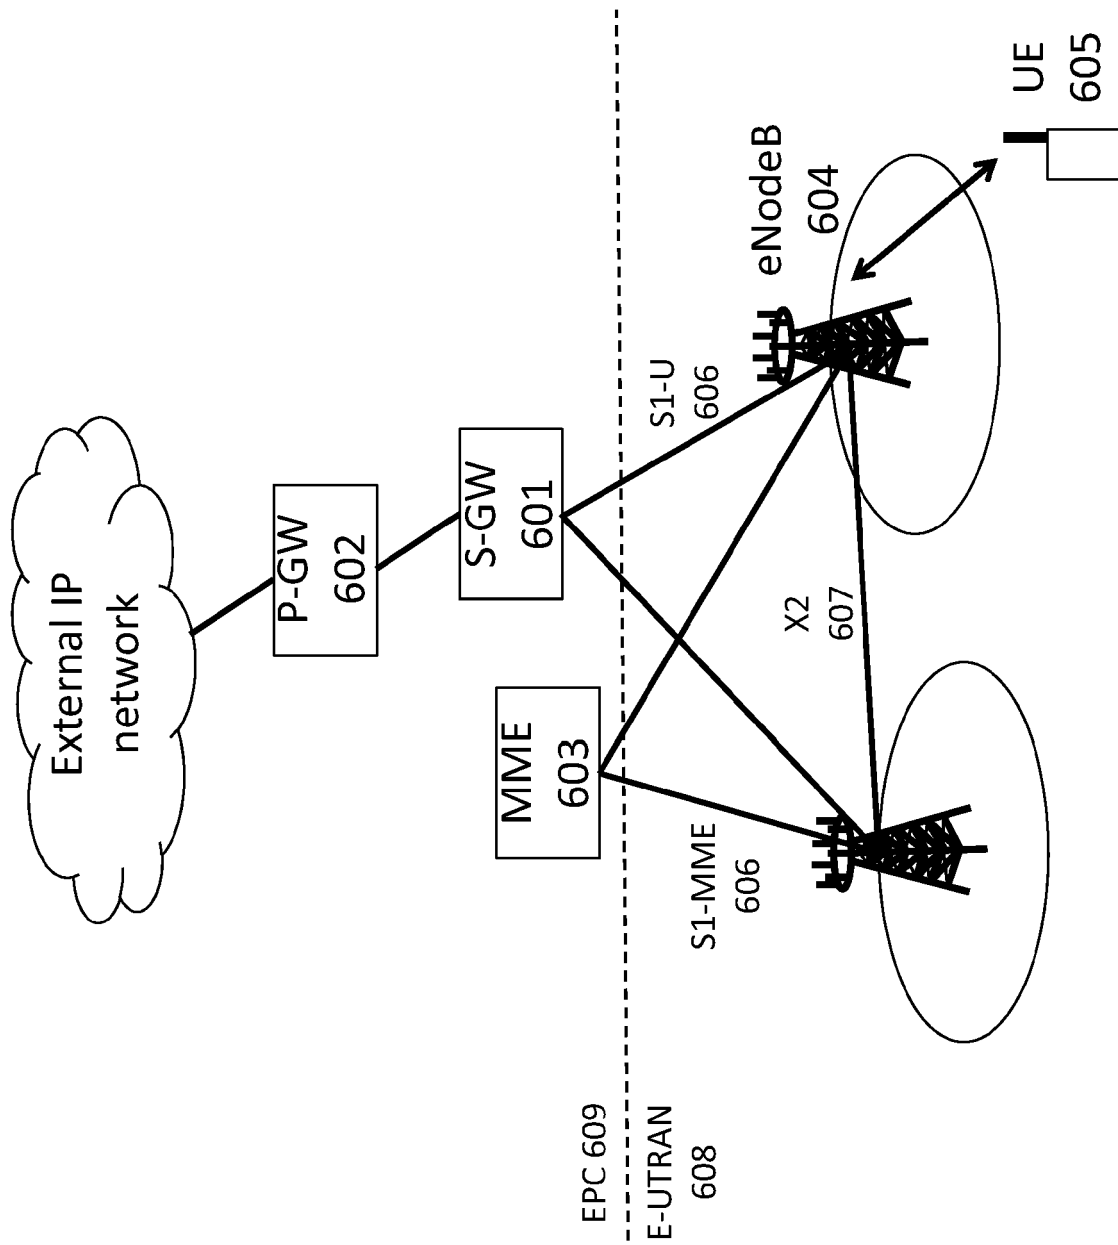 External IP
network
P-GW
602
S-GW
601
MME
603
EPC 609
E-UTRAN
608
S1-U
606
S1-MME
606
X2
607
eNodeB
604
UE
605